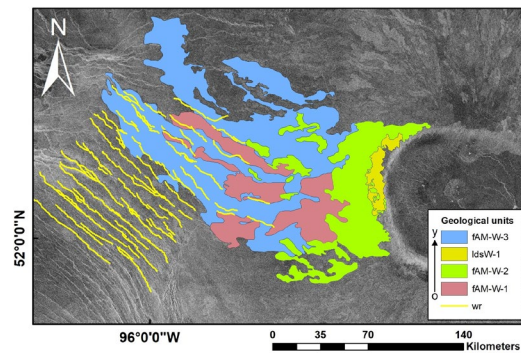 N
Geological units
fAM-W-3
ldsW-1
fAM-W-2
fAM-W-1
wr
y
o
52°0'0"N
96°0'0"W
0 35 70 140
Kilometers